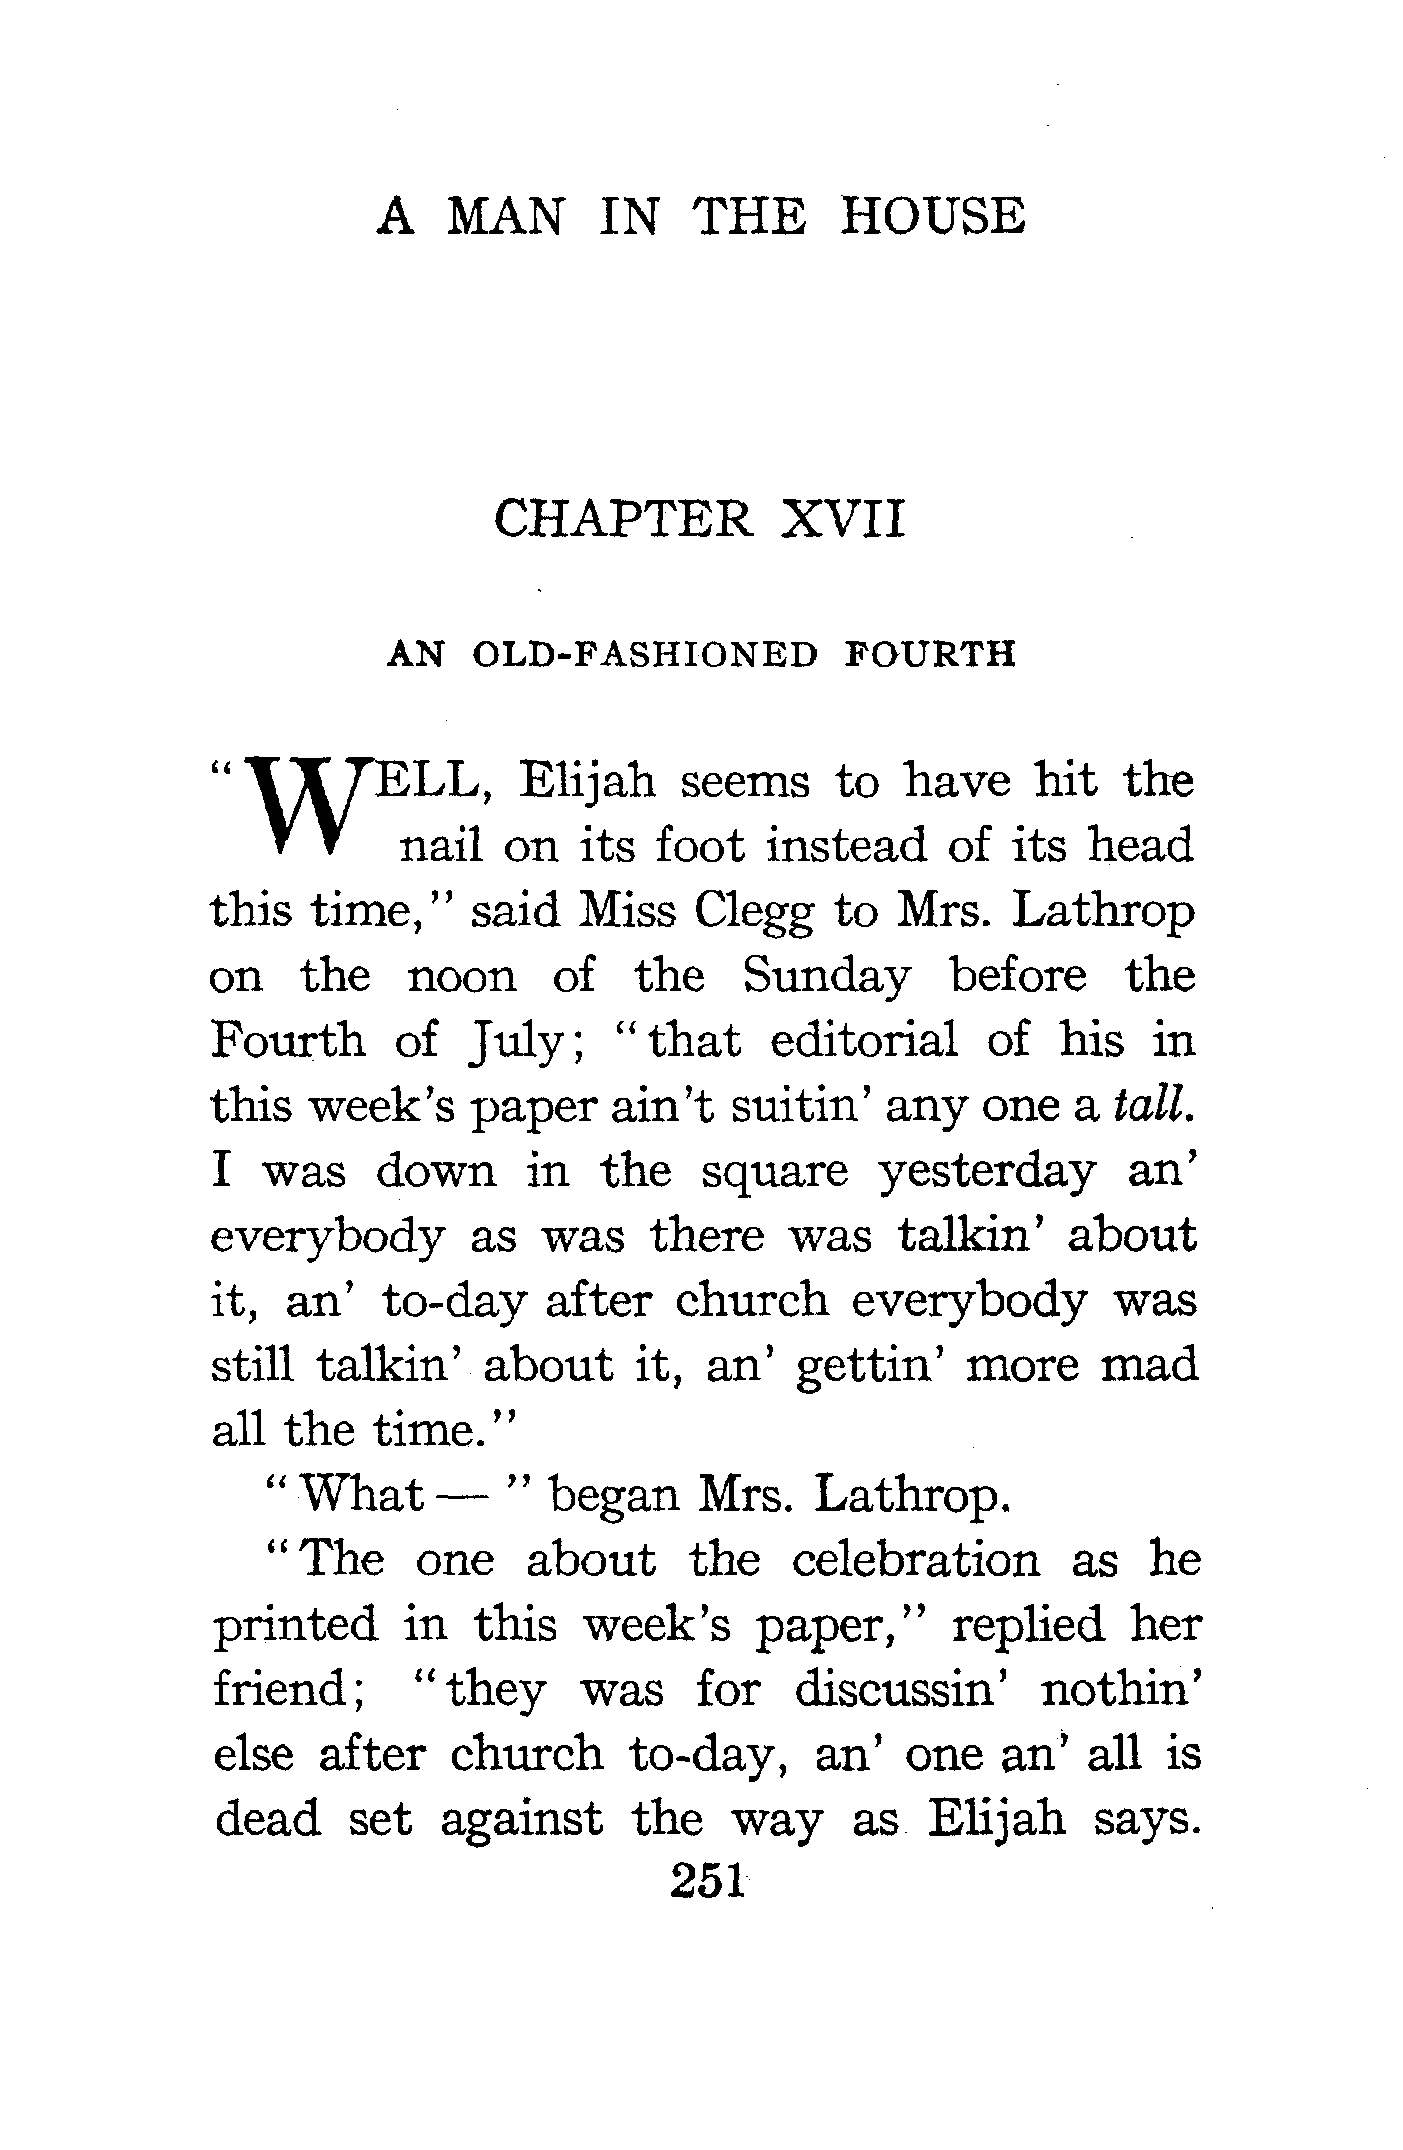 A MAN IN THE HOUSE
CHAPTER XVII
AN OLD-FASHIONED FOURTH
“WELL, Elijah seems to have hit the
nail on its foot instead of its head
this time,” said Miss Clegg to Mrs. Lathrop
on the noon of the Sunday before the
Fourth of July; “that editorial of his in
this week’s paper ain’t suitin’ any one a tall.
I was down in the square yesterday an’
everybody as was there was talkin’ about
it, an’ to-day after church everybody was
still talkin’ about it, an’ gettin’ more mad
all the time.”
“What — ” began Mrs. Lathrop.
“The one about the celebration as he
printed in this week’s paper,” replied her
friend; “they was for discussin’ nothin’
else after church to-day, an’ one an’ all is
dead set against the way as Elijah says.
251